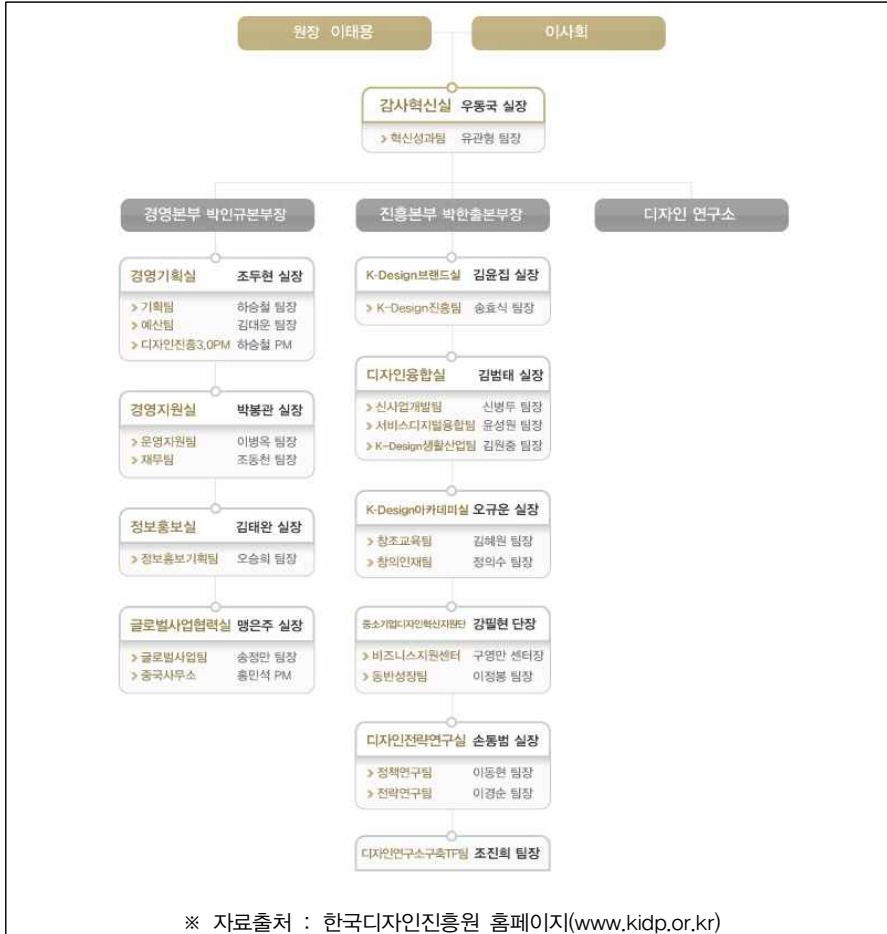 원장 이태용
이사회
감사혁신실 우동국 실장
> 혁신성과팀 유관형 팀장
경영본부 박인규본부장
진흥본부 박한출본부장
디자인 연구소
경영기획실 조두현 실장
> 기획팀 하승철 팀장
> 예산팀 김대운 팀장
> 디자인진흥3.0PM 하승철 PM
경영지원실 박봉관 실장
> 운영지원팀 이병옥 팀장
> 재무팀 조동천 팀장
정보홍보실 김태완 실장
> 정보홍보기획팀 오승희 팀장
글로벌사업협력실 맹은주 실장
> 글로벌사업팀 송정만 팀장
> 중국사무소 홍민석 PM
K-Design브랜드실 김윤집 실장
> K-Design진흥팀 송효식 팀장
디자인융합실 김범태 실장
> 신사업개발팀 신병두 팀장
> 서비스디지털융합팀 윤성원 팀장
> K-Design생활산업팀 김원중 팀장
K-Design아카데미실 오규운 실장
> 창조교육팀 김혜원 팀장
> 창의인재팀 정의수 팀장
중소기업디자인혁신지원단 강필현 단장
> 비즈니스지원센터 구영만 센터장
> 동반성장팀 이정봉 팀장
디자인전략연구실 손동범 실장
> 정책연구팀 이동현 팀장
> 전략연구팀 이경순 팀장
디자인연구소구축TF팀 조진희 팀장
※ 자료출처 : 한국디자인진흥원 홈페이지(www.kidp.or.kr)